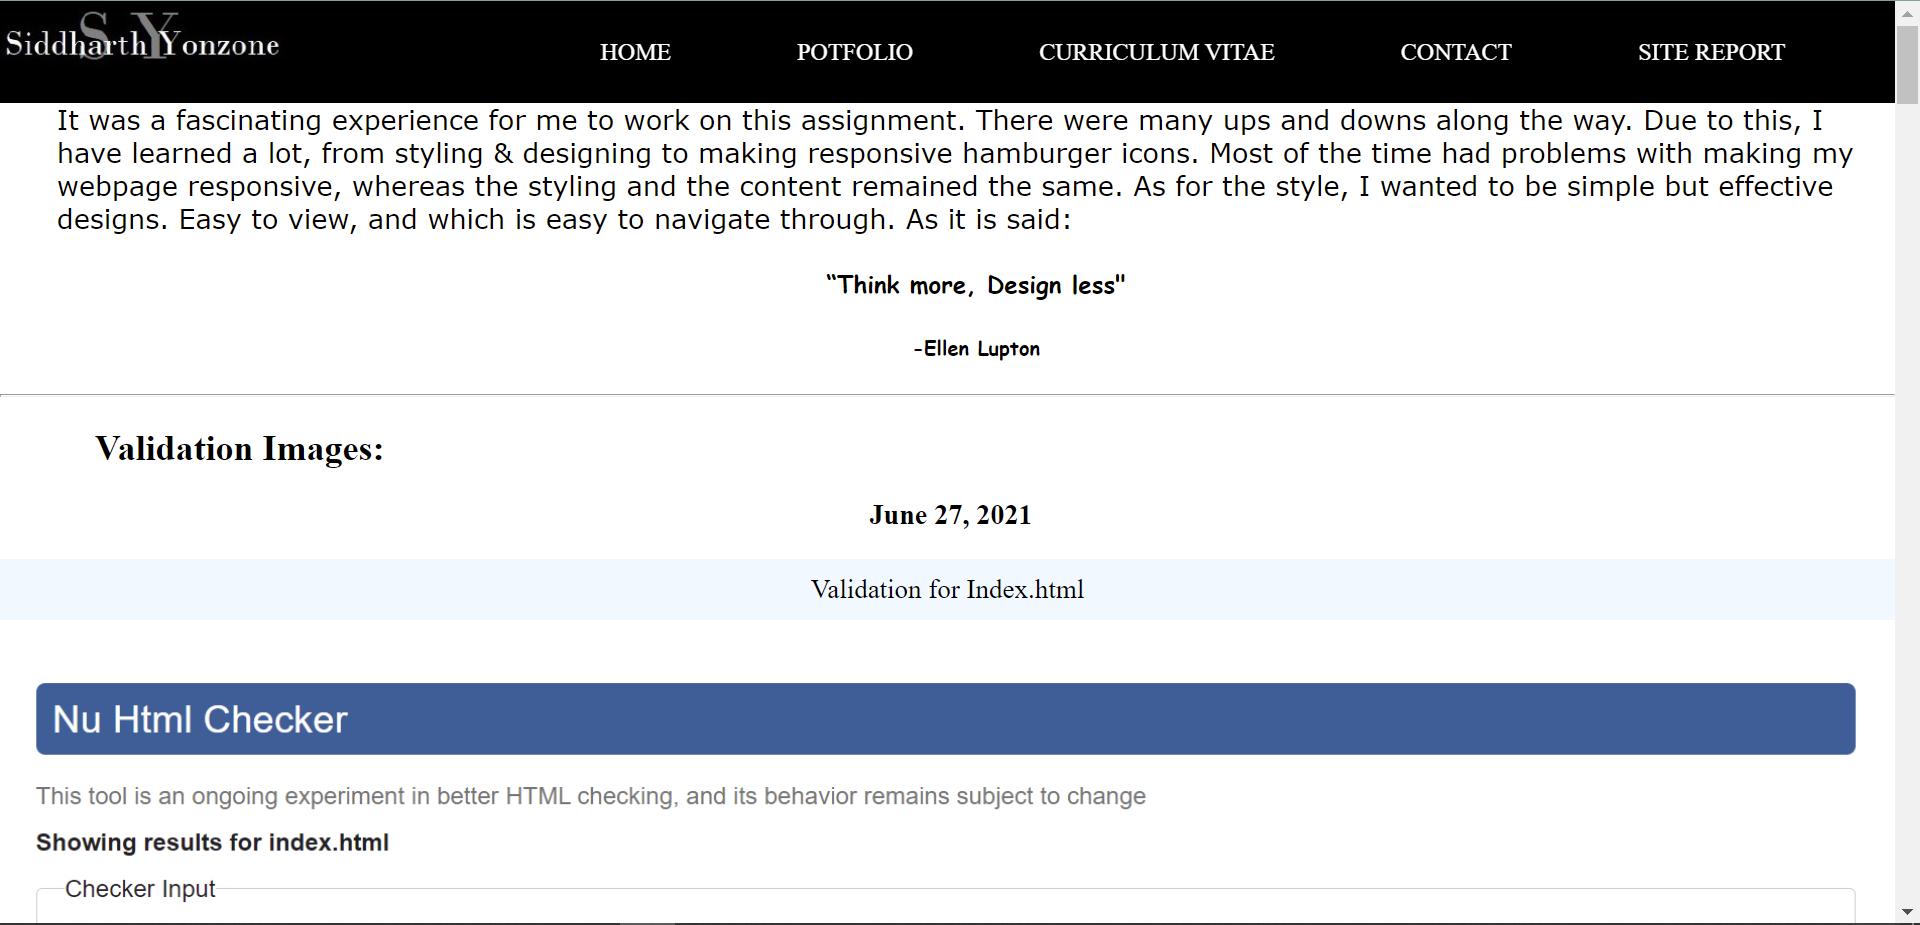 SY
Siddharth Yonzone
HOME
POTFOLIO
CURRICULUM VITAE
CONTACT
SITE REPORT
It was a fascinating experience for me to work on this assignment. There were many ups and downs along the way. Due to this, I
have learned a lot, from styling & designing to making responsive hamburger icons. Most of the time had problems with making my
webpage responsive, whereas the styling and the content remained the same. As for the style, I wanted to be simple but effective
designs. Easy to view, and which is easy to navigate through. As it is said:
“Think more, Design less"
-Ellen Lupton
Validation Images:
June 27, 2021
Validation for Index.html
Nu Html Checker
This tool is an ongoing experiment in better HTML checking, and its behavior remains subject to change
Showing results for index.html
Checker Input